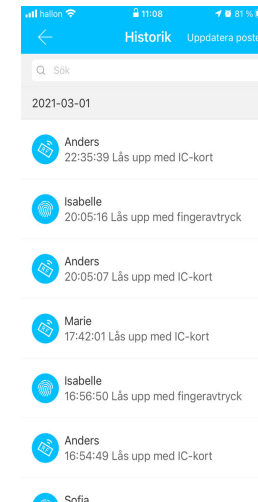 hallon 11:08 81 %
Historik Uppdatera poste
Sök
2021-03-01
Anders
22:35:39 Lås upp med IC-kort
Isabelle
20:05:16 Lås upp med fingeravtryck
Anders
20:05:07 Lås upp med IC-kort
Marie
17:42:01 Lås upp med IC-kort
Isabelle
16:56:50 Lås upp med fingeravtryck
Anders
16:54:49 Lås upp med IC-kort
Sofia